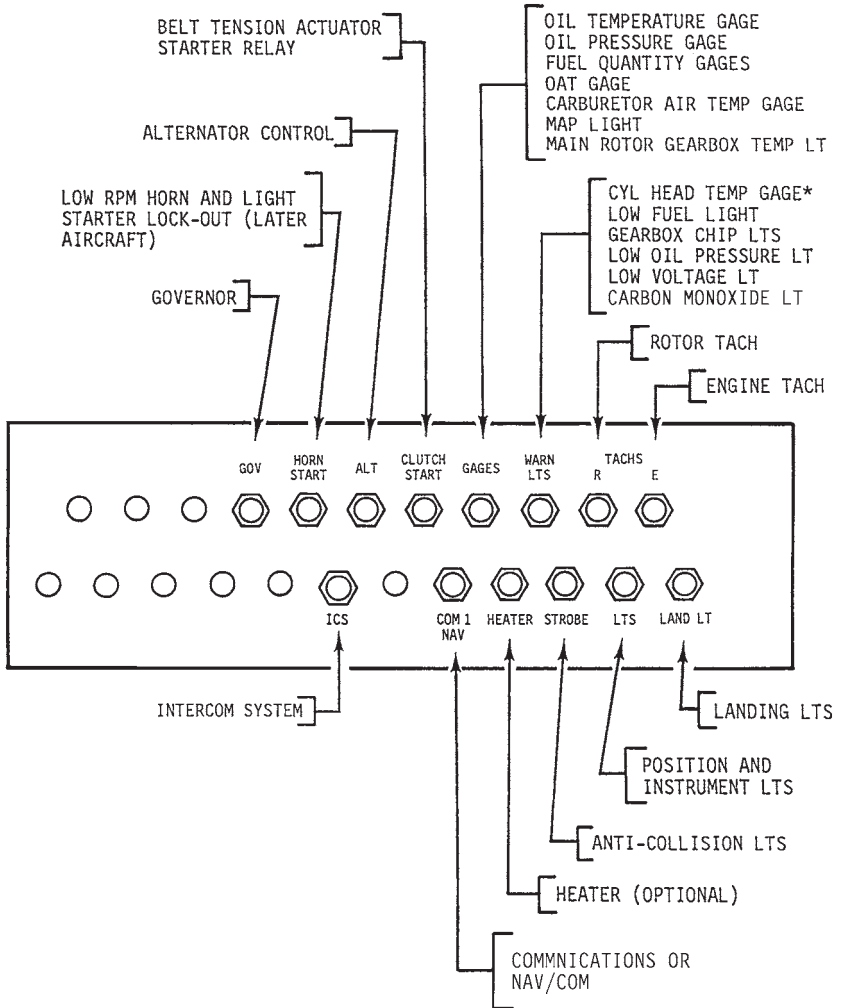 BELT TENSION ACTUATOR
STARTER RELAY
OIL TEMPERATURE GAGE
OIL PRESSURE GAGE
FUEL QUANTITY GAGES
OAT GAGE
CARBURETOR AIR TEMP GAGE
MAP LIGHT
MAIN ROTOR GEARBOX TEMP LT
ALTERNATOR CONTROL
LOW RPM HORN AND LIGHT
STARTER LOCK-OUT (LATER
AIRCRAFT)
CYL HEAD TEMP GAGE*
LOW FUEL LIGHT
GEARBOX CHIP LTS
LOW OIL PRESSURE LT
LOW VOLTAGE LT
CARBON MONOXIDE LT
GOVERNOR
ROTOR TACH
ENGINE TACH
GOV
HORN
START
ALT
CLUTCH
START
GAGES
WARN
LTS
TACHS
R E
ICS
COM 1
NAV
HEATER
STROBE
LTS
LAND LT
INTERCOM SYSTEM
LANDING LTS
POSITION AND
INSTRUMENT LTS
ANTI-COLLISION LTS
HEATER (OPTIONAL)
COMMNICATIONS OR
NAV/COM